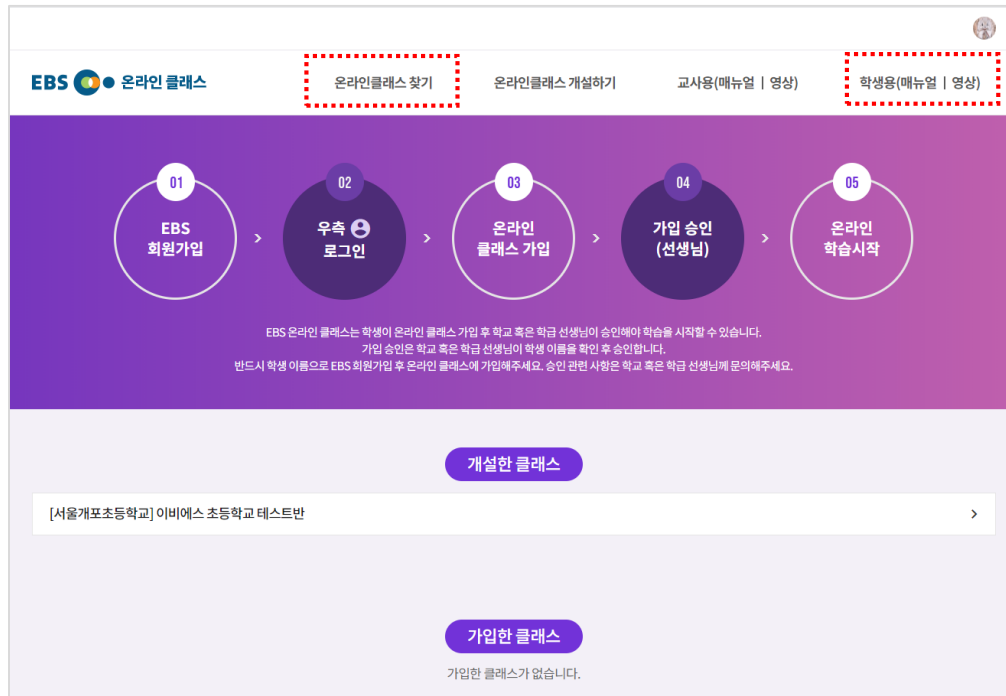 EBS 온라인 클래스
온라인클래스 찾기
온라인클래스 개설하기
교사용(매뉴얼 | 영상)
학생용(매뉴얼 | 영상)
01
EBS
회원가입
02
우측
로그인
03
온라인
클래스 가입
04
가입 승인
(선생님)
05
온라인
학습시작
EBS 온라인 클래스는 학생이 온라인 클래스 가입 후 학교 혹은 학급 선생님이 승인해야 학습을 시작할 수 있습니다.
가입 승인은 학교 혹은 학급 선생님이 학생 이름을 확인 후 승인합니다.
반드시 학생 이름으로 EBS 회원가입 후 온라인 클래스에 가입해주세요. 승인 관련 사항은 학교 혹은 학급 선생님께 문의해주세요.
개설한 클래스
[서울개포초등학교] 이비에스 초등학교 테스트반
가입한 클래스
가입한 클래스가 없습니다.